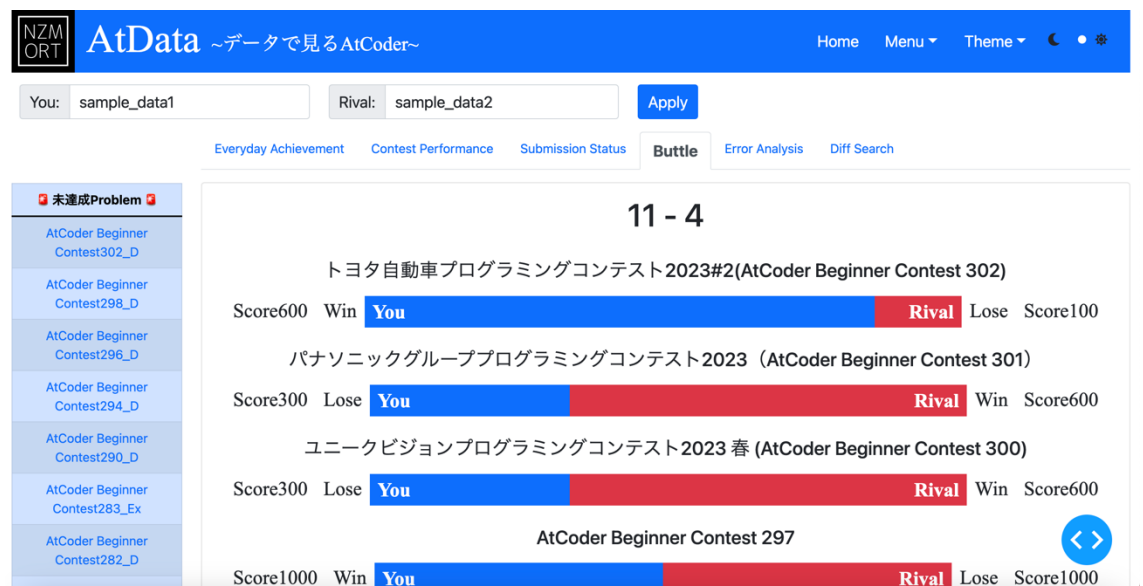 NZM
ORT
AtData ~データで見るAtCoder~
Home Menu Theme
You: sample_data1 Rival: sample_data2 Apply
Everyday Achievement Contest Performance Submission Status Buttle Error Analysis Diff Search
🚨 未達成Problem 🚨
AtCoder Beginner
Contest302_D
AtCoder Beginner
Contest298_D
AtCoder Beginner
Contest296_D
AtCoder Beginner
Contest294_D
AtCoder Beginner
Contest290_D
AtCoder Beginner
Contest283_Ex
AtCoder Beginner
Contest282_D
11 - 4
トヨタ自動車プログラミングコンテスト2023#2(AtCoder Beginner Contest 302)
Score600 Win You Rival Lose Score100
パナソニックグループプログラミングコンテスト2023（AtCoder Beginner Contest 301）
Score300 Lose You Rival Win Score600
ユニークビジョンプログラミングコンテスト2023 春 (AtCoder Beginner Contest 300)
Score300 Lose You Rival Win Score600
AtCoder Beginner Contest 297
Score1000 Win You Rival Lose Score1000